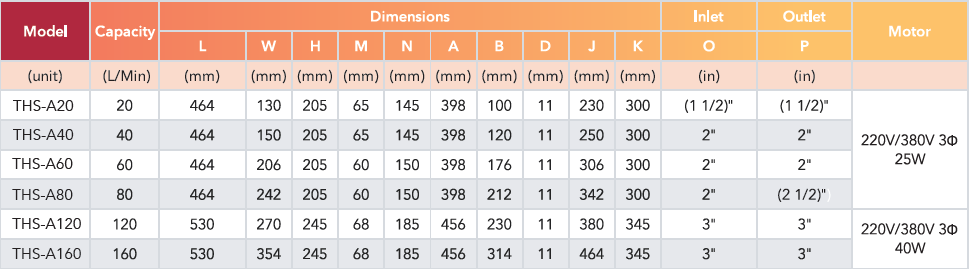 Model Capacity Dimensions Inlet Outlet Motor
L W H M N A B D J K O P
(unit) (L/Min) (mm) (mm) (mm) (mm) (mm) (mm) (mm) (mm) (mm) (mm) (in) (in)
THS-A20 20 464 130 205 65 145 398 100 11 230 300 (1 1/2)" (1 1/2)"
THS-A40 40 464 150 205 65 145 398 120 11 250 300 2" 2"
220V/380V 3Φ
25W
THS-A60 60 464 206 205 60 150 398 176 11 306 300 2" 2"
THS-A80 80 464 242 205 60 150 398 212 11 342 300 2" (2 1/2)")
THS-A120 120 530 270 245 68 185 456 230 11 380 345 3" 3"
220V/380V 3Φ
40W
THS-A160 160 530 354 245 68 185 456 314 11 464 345 3" 3"